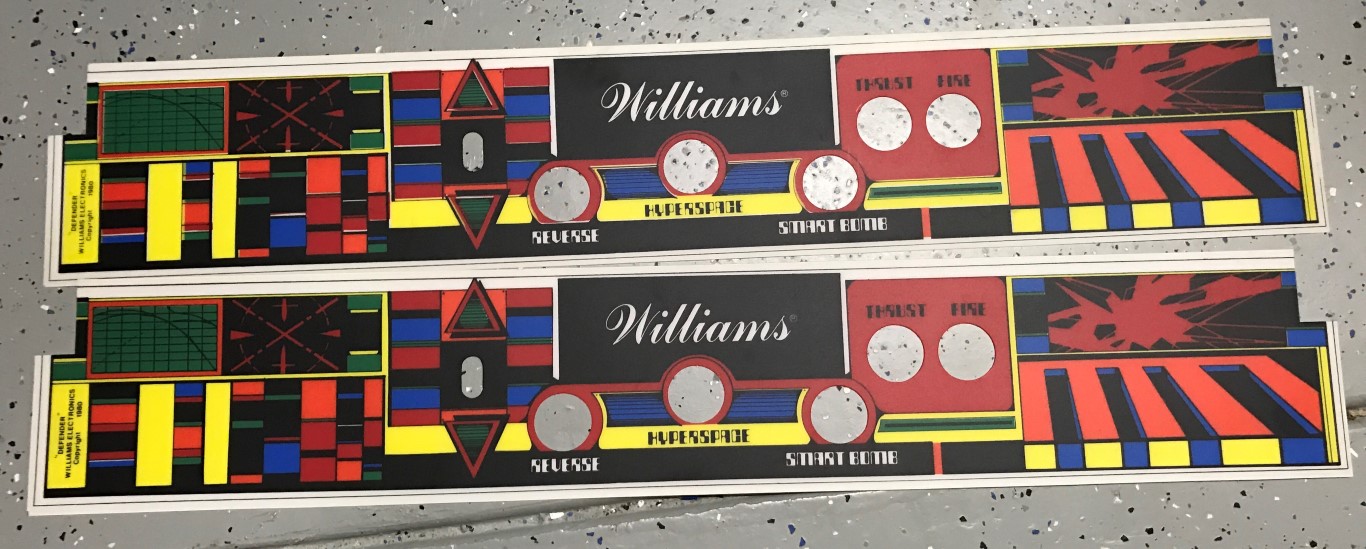 Williams®
THRUST FIRE
HYPERSPACE
REVERSE
SMART BOMB
"DEFENDER"
WILLIAMS ELECTRONICS
Copyright 1980
Williams®
THRUST FIRE
HYPERSPACE
REVERSE
SMART BOMB
"DEFENDER"
WILLIAMS ELECTRONICS
Copyright 1980